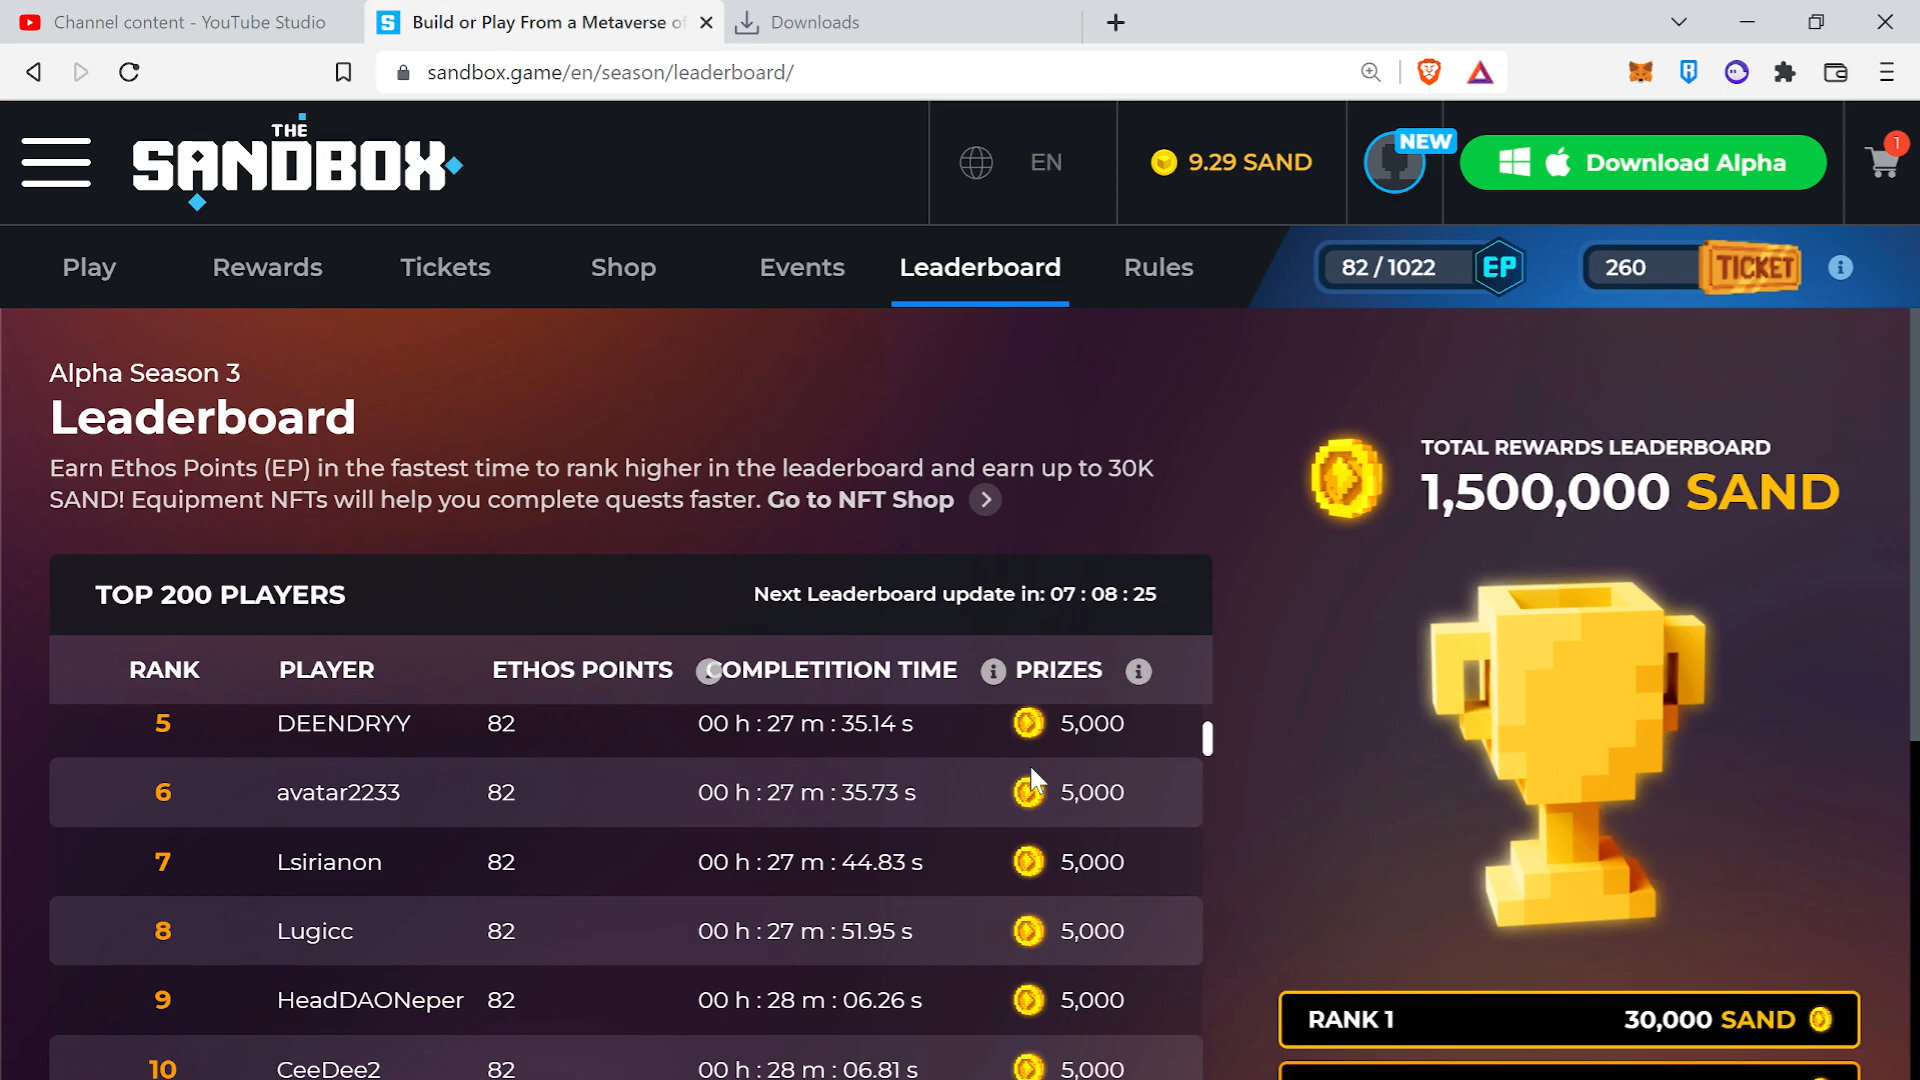 Channel content - YouTube Studio
Build or Play From a Metaverse of
Downloads
sandbox.game/en/season/leaderboard/
THE
SANDBOX
EN
9.29 SAND
NEW
Download Alpha
1
Play
Rewards
Tickets
Shop
Events
Leaderboard
Rules
82 / 1022
EP
260
TICKET
Alpha Season 3
Leaderboard
Earn Ethos Points (EP) in the fastest time to rank higher in the leaderboard and earn up to 30K
SAND! Equipment NFTs will help you complete quests faster. Go to NFT Shop
TOTAL REWARDS LEADERBOARD
1,500,000 SAND
TOP 200 PLAYERS
Next Leaderboard update in: 07 : 08 : 25
RANK PLAYER ETHOS POINTS COMPLETITION TIME PRIZES
5 DEENDRYY 82 00 h : 27 m : 35.14 s 5,000
6 avatar2233 82 00 h : 27 m : 35.73 s 5,000
7 Lsirianon 82 00 h : 27 m : 44.83 s 5,000
8 Lugicc 82 00 h : 27 m : 51.95 s 5,000
9 HeadDAONeper 82 00 h : 28 m : 06.26 s 5,000
10 CeeDee2 82 00 h : 28 m : 06.81 s 5,000
RANK 1 30,000 SAND